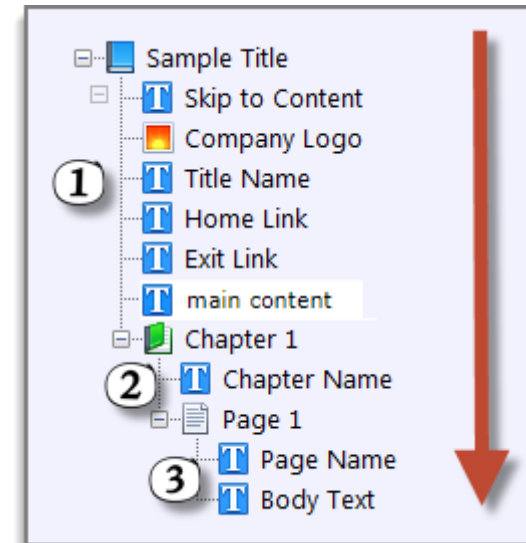 Sample Title
Skip to Content
Company Logo
1
Title Name
Home Link
Exit Link
main content
Chapter 1
2
Chapter Name
Page 1
Page Name
3
Body Text